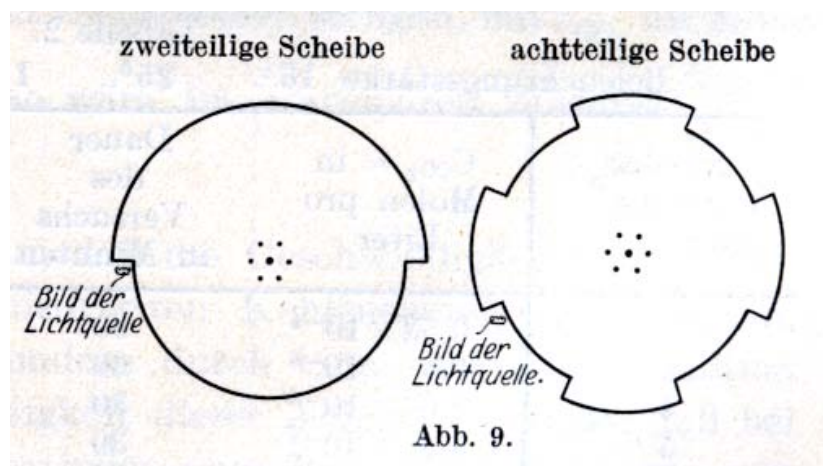 zweiteilige Scheibe
achtteilige Scheibe
Bild der
Lichtquelle
Bild der
Lichtquelle.
Abb. 9.